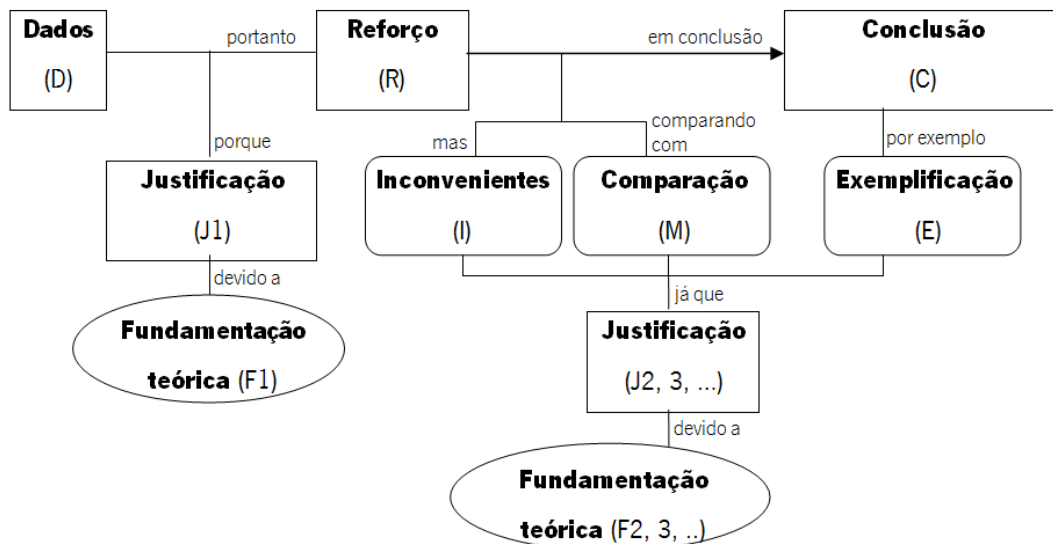 Dados
(D)
portanto
Reforço
(R)
em conclusão
Conclusão
(C)
porque
mas
comparando
com
por exemplo
Justificação
(J1)
Inconvenientes
(I)
Comparação
(M)
Exemplificação
(E)
devido a
já que
Fundamentação
teórica (F1)
Justificação
(J2, 3, ...)
devido a
Fundamentação
teórica (F2, 3, ..)